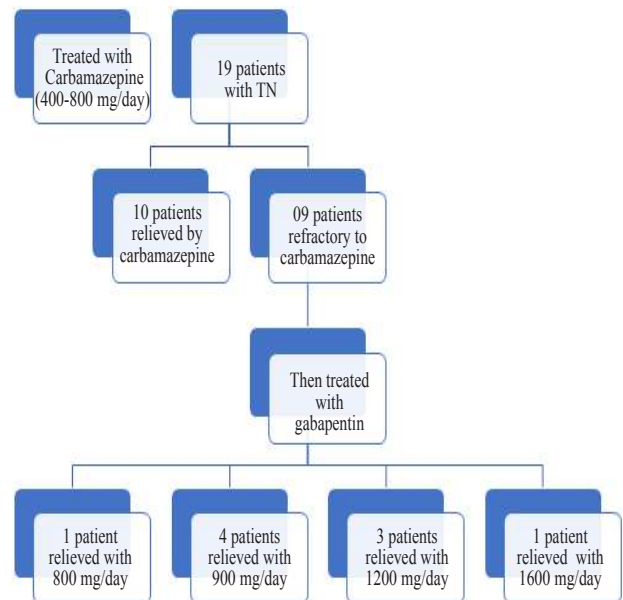 Treated with
Carbamazepine
(400-800 mg/day)
19 patients
with TN
10 patients
relieved by
carbamazepine
09 patients
refractory to
carbamazepine
Then treated
with
gabapentin
1 patient
relieved with
800 mg/day
4 patients
relieved with
900 mg/day
3 patients
relieved with
1200 mg/day
1 patient
relieved with
1600 mg/day